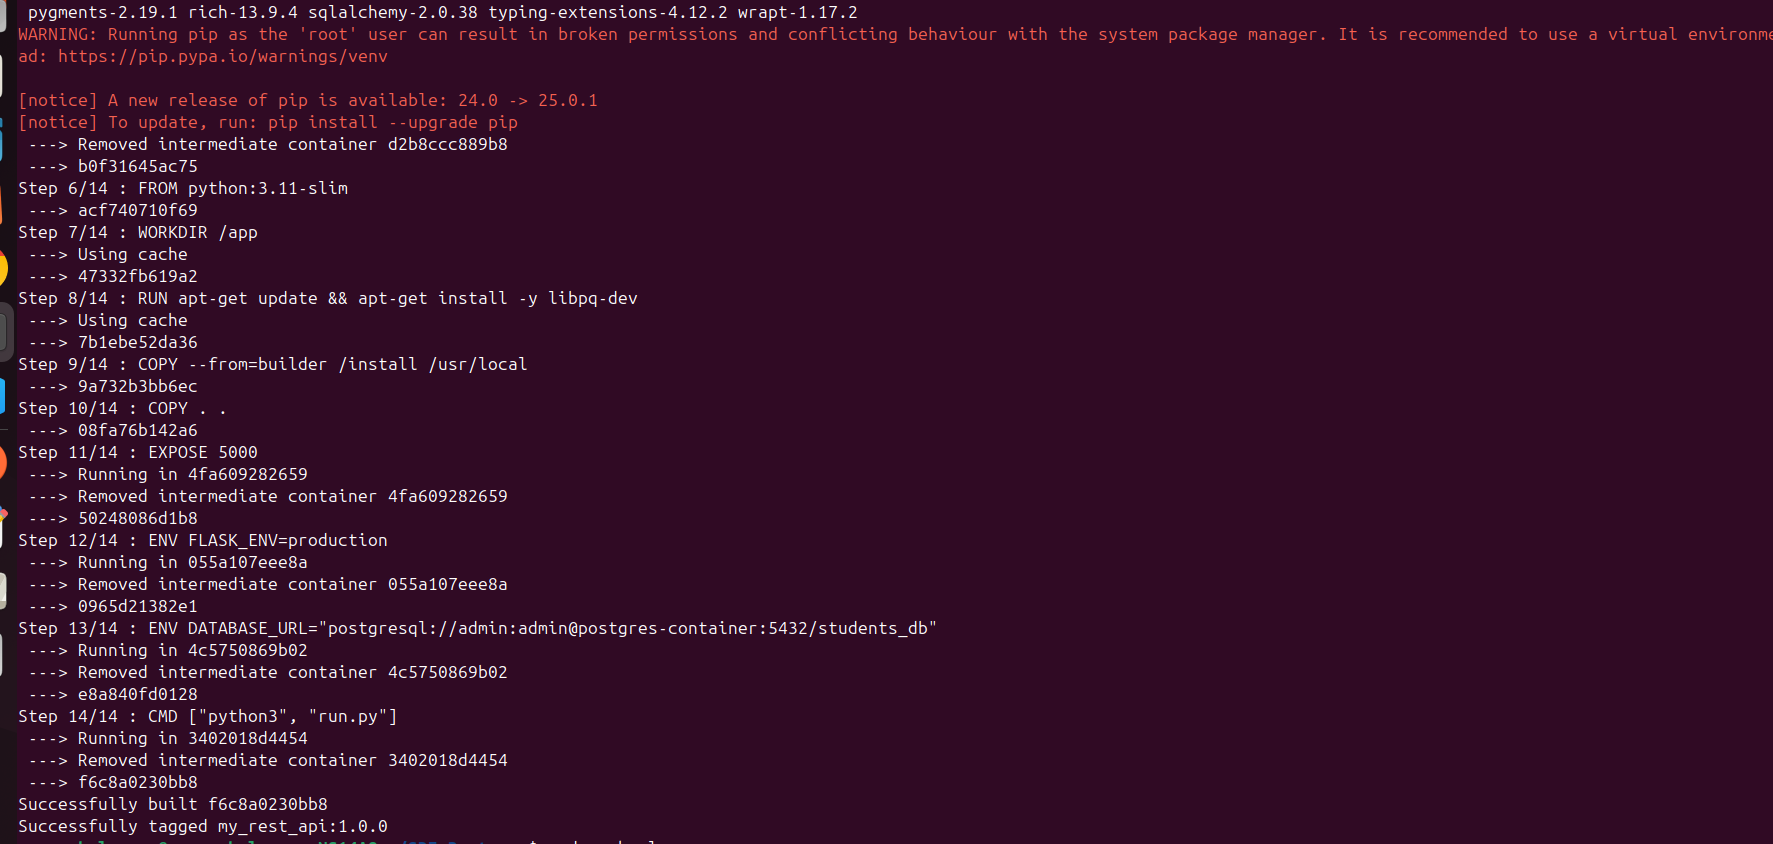 pygments-2.19.1 rich-13.9.4 sqlalchemy-2.0.38 typing-extensions-4.12.2 wrapt-1.17.2
WARNING: Running pip as the 'root' user can result in broken permissions and conflicting behaviour with the system package manager. It is recommended to use a virtual
ad: https://pip.pypa.io/warnings/venv
[notice] A new release of pip is available: 24.0 -> 25.0.1
[notice] To update, run: pip install --upgrade pip
---> Removed intermediate container d2b8ccc889b8
---> b0f31645ac75
Step 6/14 : FROM python:3.11-slim
---> acf740710f69
Step 7/14 : WORKDIR /app
---> Using cache
---> 47332fb619a2
Step 8/14 : RUN apt-get update && apt-get install -y libpq-dev
---> Using cache
---> 7b1ebe52da36
Step 9/14 : COPY --from=builder /install /usr/local
---> 9a732b3bb6ec
Step 10/14 : COPY . .
---> 08fa76b142a6
Step 11/14 : EXPOSE 5000
---> Running in 4fa609282659
---> Removed intermediate container 4fa609282659
---> 50248086d1b8
Step 12/14 : ENV FLASK_ENV=production
---> Running in 055a107eee8a
---> Removed intermediate container 055a107eee8a
---> 0965d21382e1
Step 13/14 : ENV DATABASE_URL="postgresql://admin:admin@postgres-container:5432/students_db"
---> Running in 4c5750869b02
---> Removed intermediate container 4c5750869b02
---> e8a840fd0128
Step 14/14 : CMD ["python3", "run.py"]
---> Running in 3402018d4454
---> Removed intermediate container 3402018d4454
---> f6c8a0230bb8
Successfully built f6c8a0230bb8
Successfully tagged my_rest_api:1.0.0